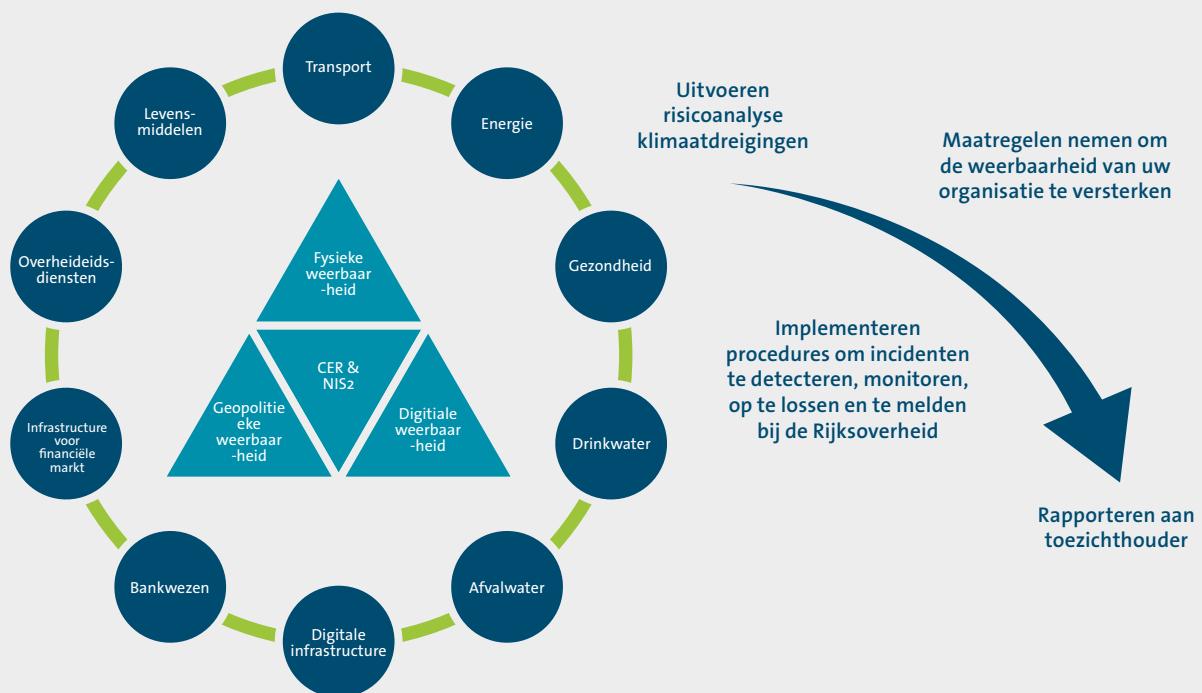 Transport
Energie
Gezondheid
Drinkwater
Afvalwater
Digitale
infrastructure
Bankwezen
Infrastructure
voor
financiële
markt
Overheideids-
diensten
Levens-
middelen
Fysieke
weerbaar
-heid
CER &
NIS2
Geopolitie
eke
weerbaar
-heid
Digitiale
weerbaar
-heid
Uitvoeren
risicoanalyse
klimaatdreigingen
Maatregelen nemen om
de weerbaarheid van uw
organisatie te versterken
Implementeren
procedures om incidenten
te detecteren, monitoren,
op te lossen en te melden
bij de Rijksoverheid
Rapporteren aan
toezichthouder